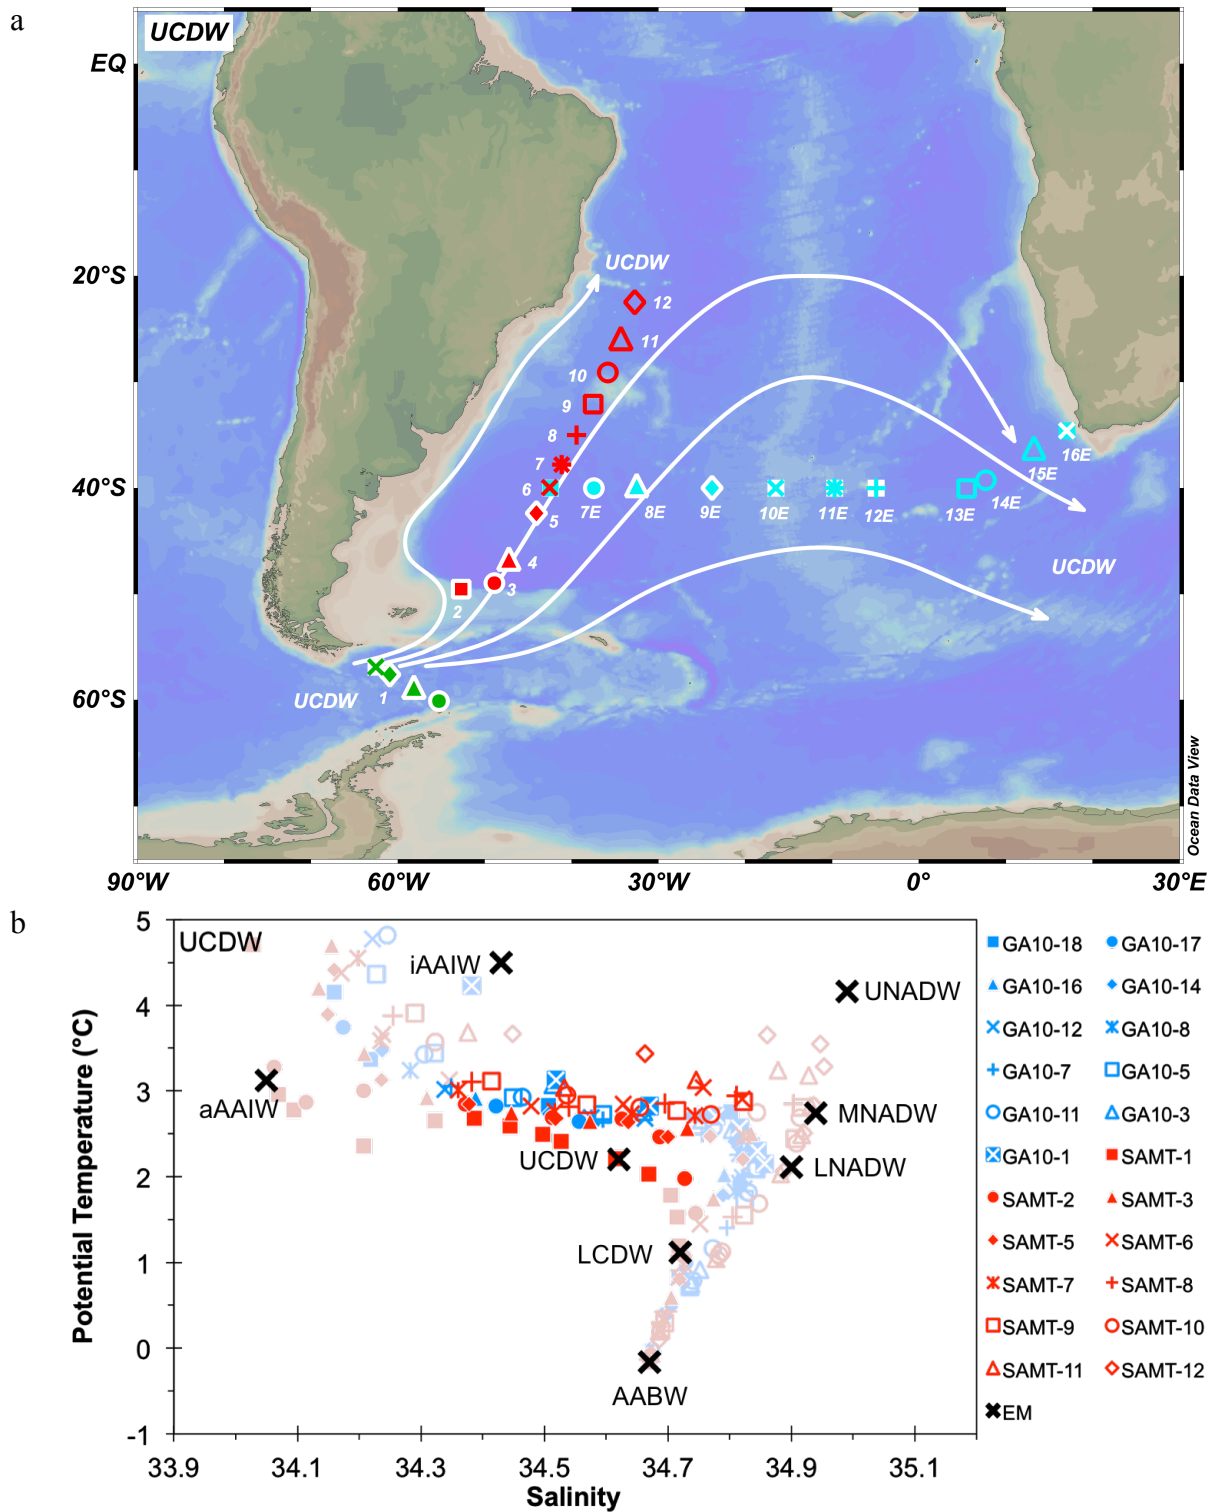 a
UCDW
EQ
20°S
40°S
60°S
UCDW
12
11
10
9
8
7
6
5
4
3
2
1
7E
8E
9E
10E
11E
12E
13E
14E
15E
16E
UCDW
UCDW
Ocean Data View
90°W
60°W
30°W
0°
30°E
b
UCDW
5
4
3
2
1
0
-1
Potential Temperature (°C)
iAAIW
UNADW
aAAIW
MNADW
UCDW
LNADW
LCDW
AABW
33.9
34.1
34.3
34.5
34.7
34.9
35.1
Salinity
GA10-18
GA10-17
GA10-16
GA10-14
GA10-12
GA10-8
GA10-7
GA10-5
GA10-11
GA10-3
GA10-1
SAMT-1
SAMT-2
SAMT-3
SAMT-5
SAMT-6
SAMT-7
SAMT-8
SAMT-9
SAMT-10
SAMT-11
SAMT-12
EM